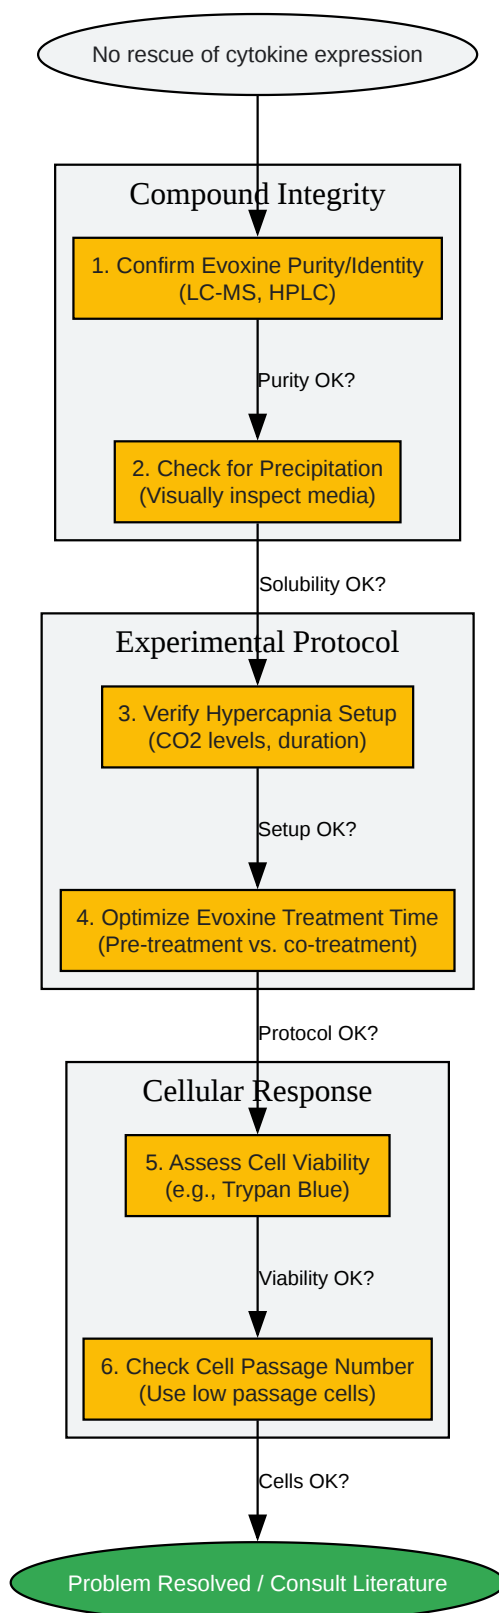 No rescue of cytokine expression
Compound Integrity
1. Confirm Evoxine Purity/Identity
(LC-MS, HPLC)
Purity OK?
2. Check for Precipitation
(Visually inspect media)
Solubility OK?
Experimental Protocol
3. Verify Hypercapnia Setup
(CO2 levels, duration)
Setup OK?
4. Optimize Evoxine Treatment Time
(Pre-treatment vs. co-treatment)
Protocol OK?
Cellular Response
5. Assess Cell Viability
(e.g., Trypan Blue)
Viability OK?
6. Check Cell Passage Number
(Use low passage cells)
Cells OK?
Problem Resolved / Consult Literature